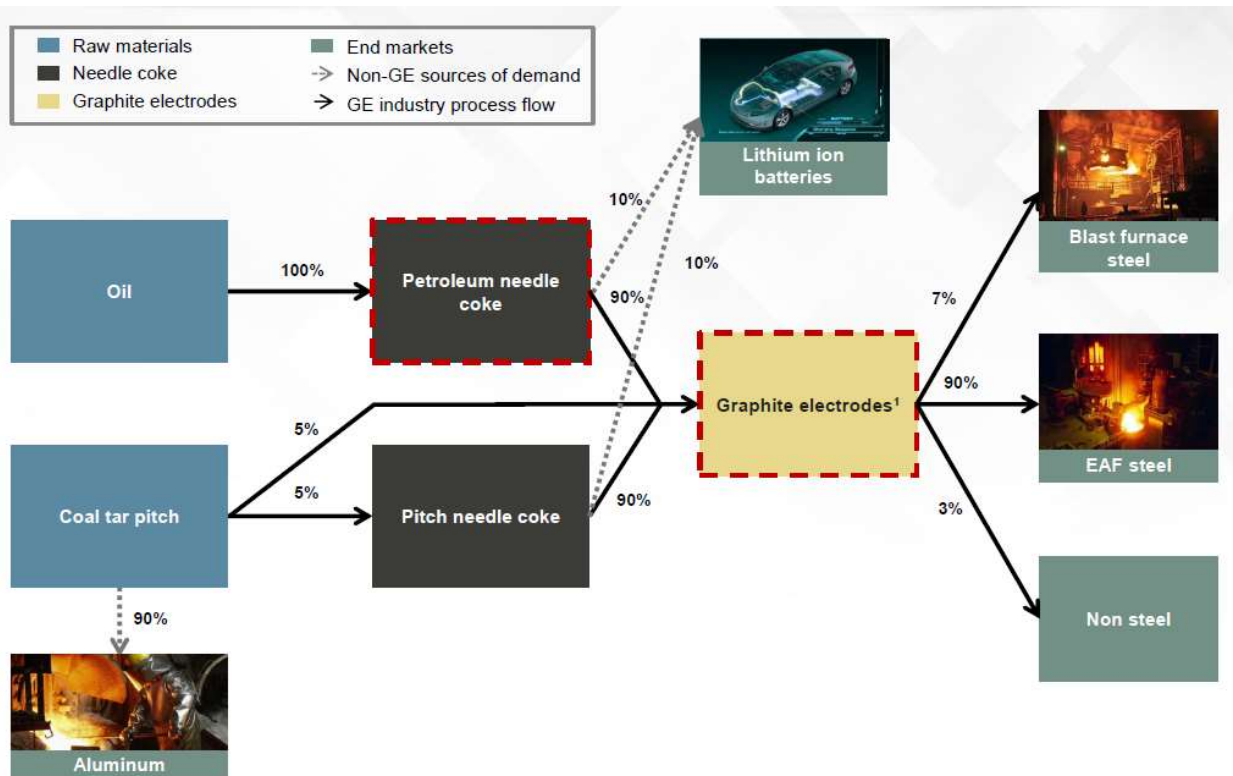 Raw materials
Needle coke
Graphite electrodes
End markets
Non-GE sources of demand
GE industry process flow
Lithium ion
batteries
Blast furnace
steel
10%
10%
Oil
100%
Petroleum needle
coke
90%
7%
Graphite electrodes¹
90%
EAF steel
5%
5%
Coal tar pitch
Pitch needle coke
90%
3%
Non steel
90%
Aluminum